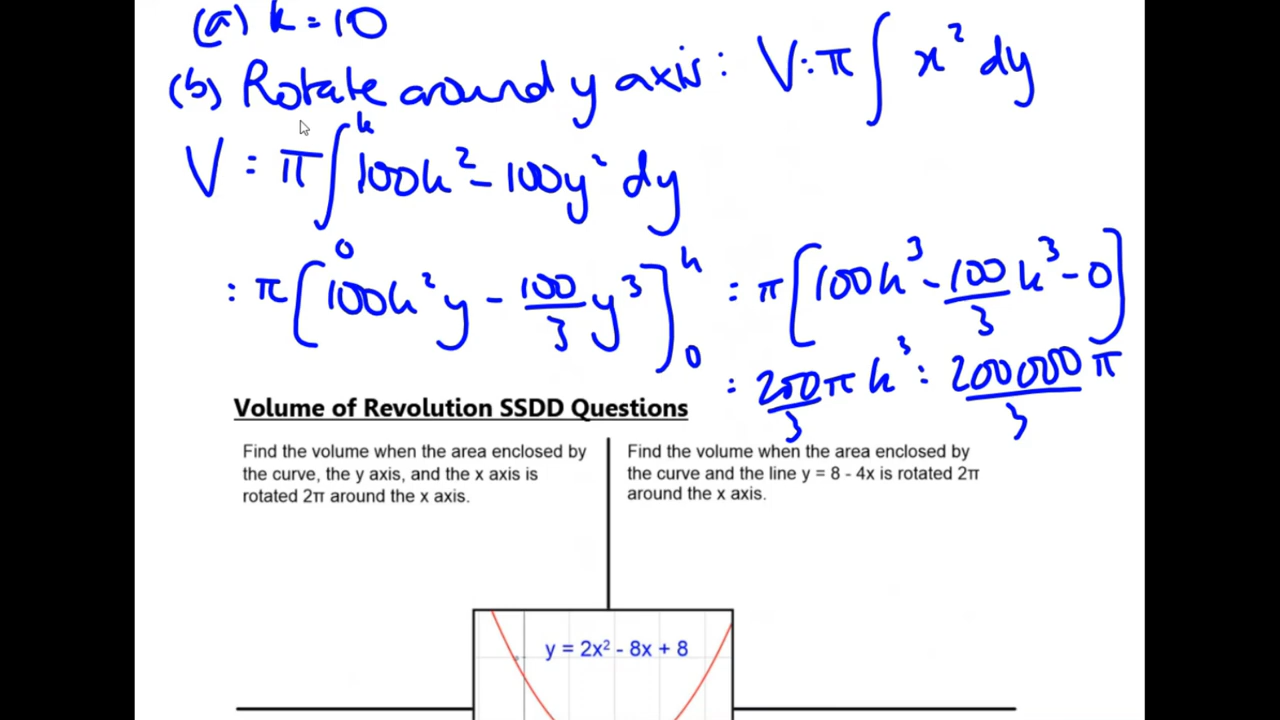 (a) k = 10
(b) Rotate around y axis : V : π ∫ x² dy
V = π ∫₀ᵏ 100k² - 100y² dy
: π [100k²y - 100/3 y³]₀ᵏ
: π [100k³ - 100/3 k³ - 0]
: 200/3 π k³ : 200000/3 π
Volume of Revolution SSDD Questions
Find the volume when the area enclosed by
the curve, the y axis, and the x axis is
rotated 2π around the x axis.
Find the volume when the area enclosed by
the curve and the line y = 8 - 4x is rotated 2π
around the x axis.
y = 2x² - 8x + 8